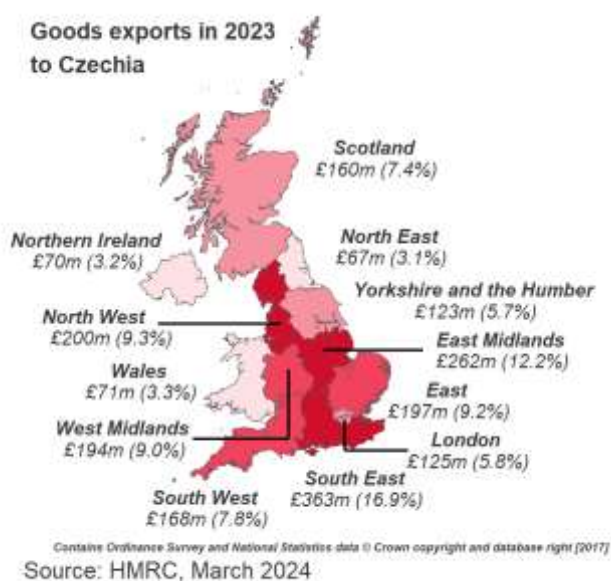 Goods exports in 2023
to Czechia
Scotland
£160m (7.4%)
Northern Ireland
£70m (3.2%)
North East
£67m (3.1%)
Yorkshire and the Humber
£123m (5.7%)
North West
£200m (9.3%)
East Midlands
£262m (12.2%)
Wales
£71m (3.3%)
East
£197m (9.2%)
West Midlands
£194m (9.0%)
London
£125m (5.8%)
South East
£363m (16.9%)
South West
£168m (7.8%)
Contains Ordinance Survey and National Statistics data © Crown copyright and database right [2017]
Source: HMRC, March 2024